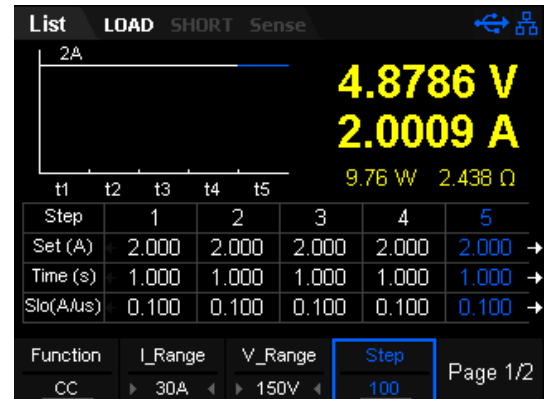 List LOAD SHORT Sense
2A
4.8786 V
2.0009 A
9.76 W 2.438 Ω
t1 t2 t3 t4 t5
Step 1 2 3 4 5
Set (A) 2.000 2.000 2.000 2.000 2.000
Time (s) 1.000 1.000 1.000 1.000 1.000
Slo(A/us) 0.100 0.100 0.100 0.100 0.100
Function I_Range V_Range Step Page 1/2
CC 30A 150V 100